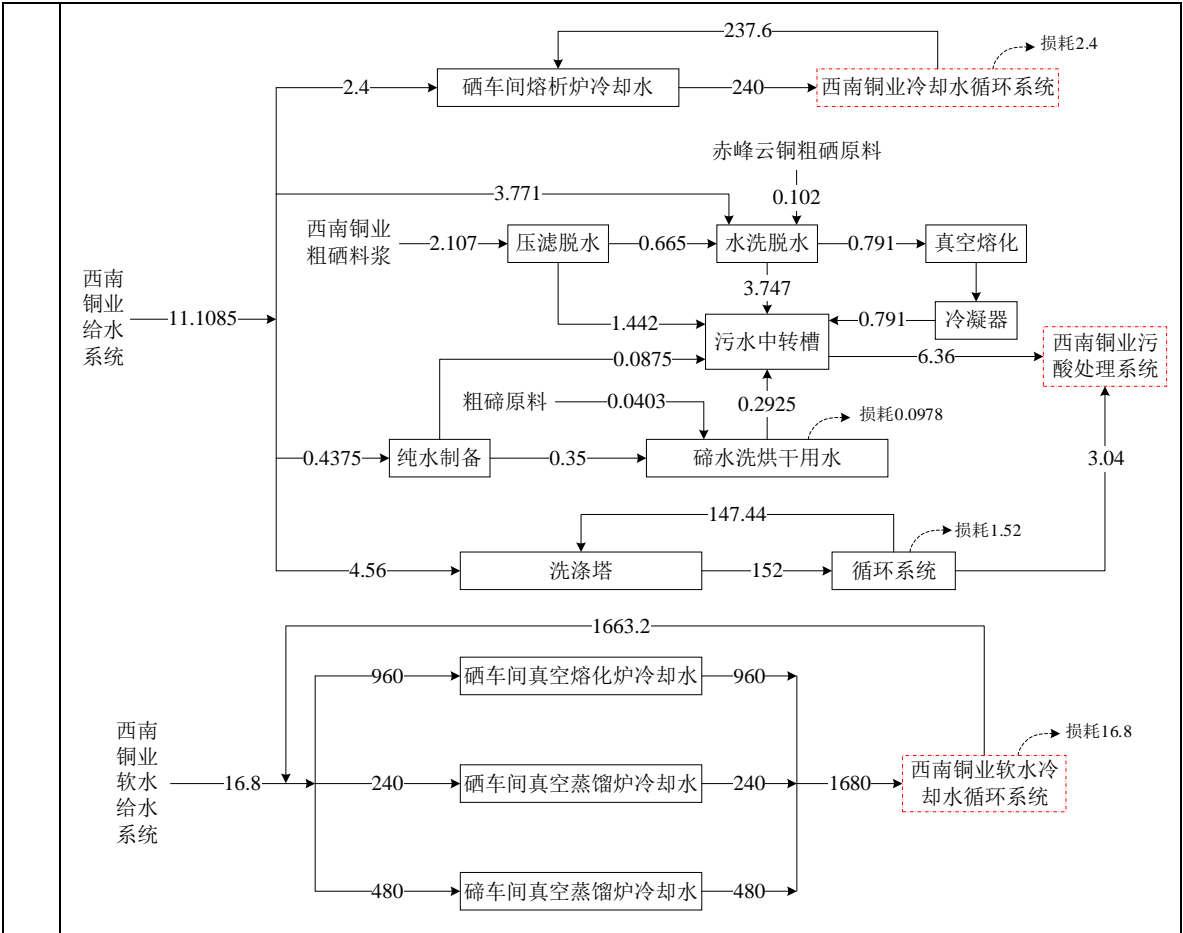 237.6
损耗2.4
2.4
硒车间熔析炉冷却水
240
西南铜业冷却水循环系统
赤峰云铜粗硒原料
3.771
0.102
西南铜业
粗硒料浆
2.107
压滤脱水
0.665
水洗脱水
0.791
真空熔化
西南
铜业
给水
系统
11.1085
3.747
1.442
污水中转槽
0.791
冷凝器
0.0875
6.36
西南铜业污
酸处理系统
粗碲原料
0.0403
0.2925
损耗0.0978
0.4375
纯水制备
0.35
碲水洗烘干用水
3.04
147.44
损耗1.52
4.56
洗涤塔
152
循环系统
1663.2
960
硒车间真空熔化炉冷却水
960
西南
铜业
软水
给水
系统
16.8
240
硒车间真空蒸馏炉冷却水
240
1680
西南铜业软水冷
却水循环系统
损耗16.8
480
碲车间真空蒸馏炉冷却水
480